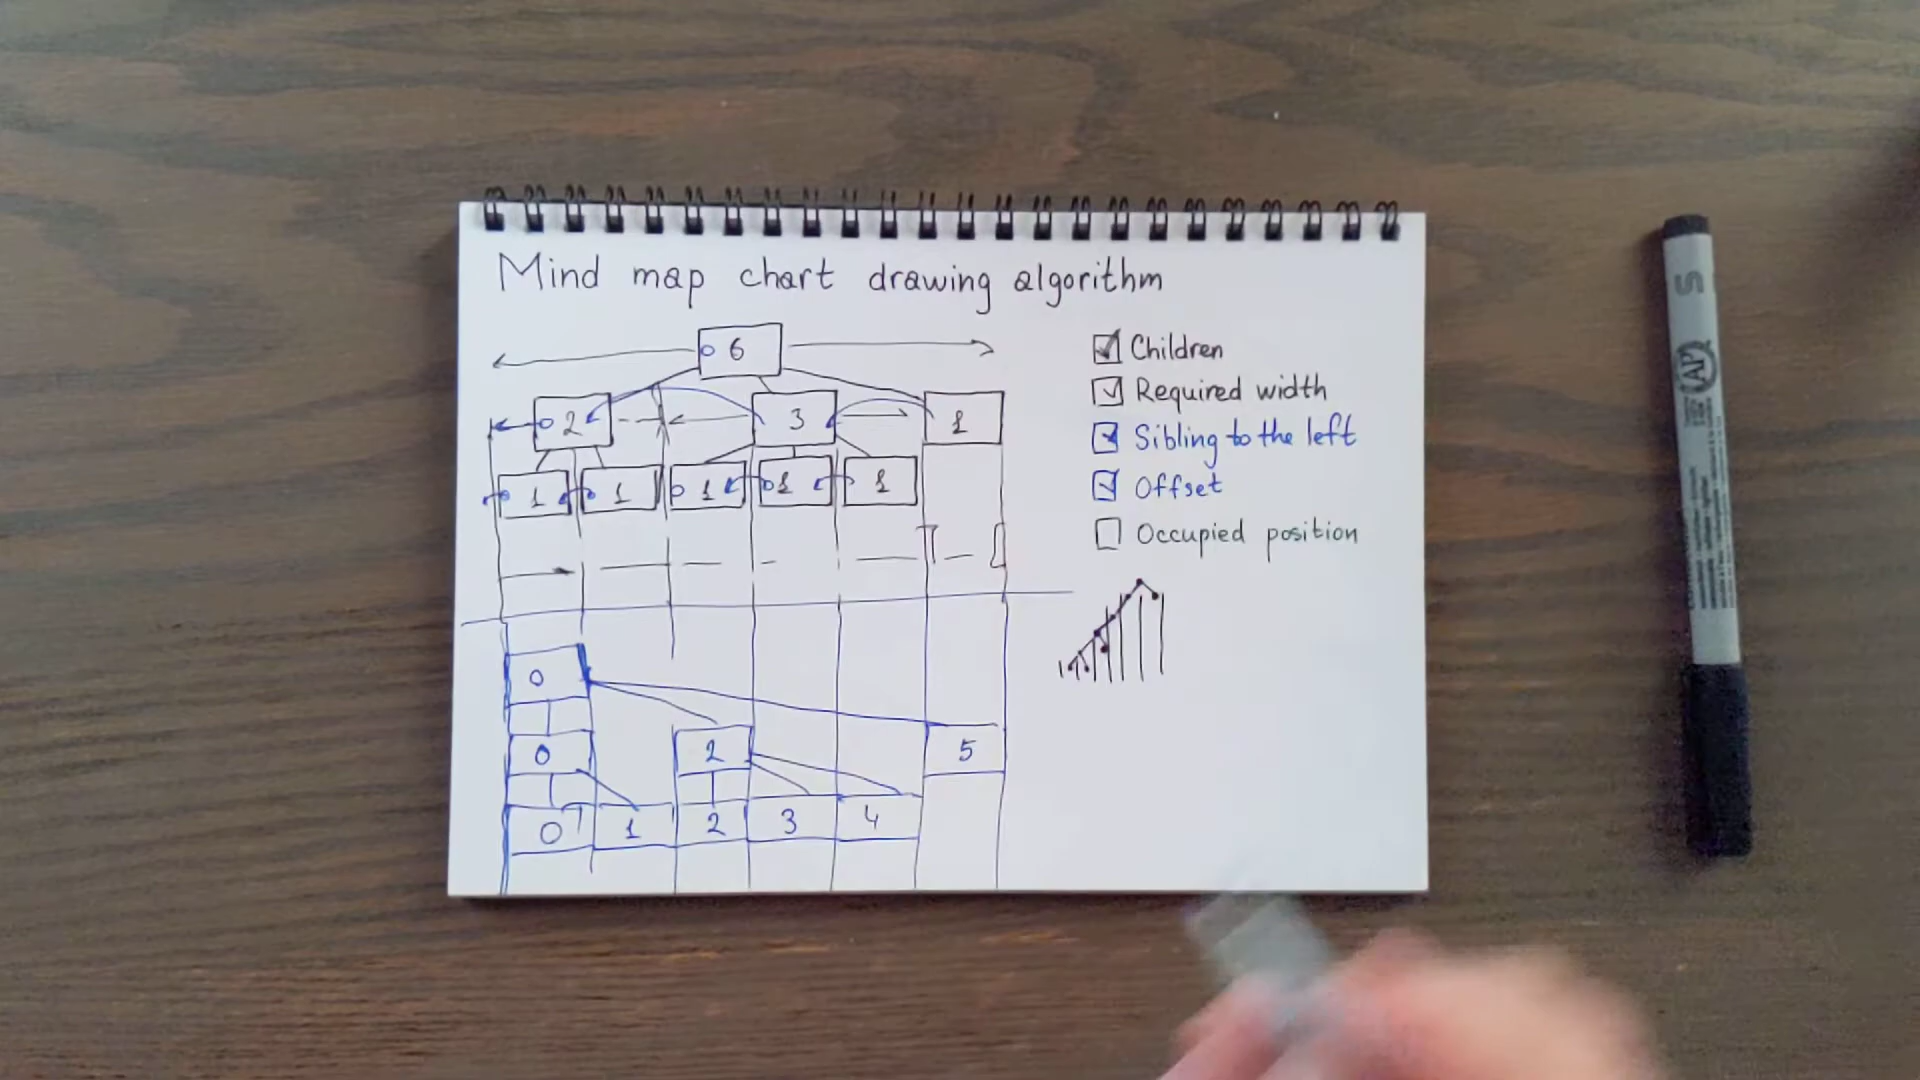 Mind map chart drawing algorithm
6
2 3 1
1 1 1 1 1
Children
Required width
Sibling to the left
Offset
Occupied position
0
0 2 5
0 1 2 3 4
S
AP